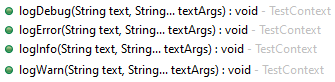 logDebug(String text, String... textArgs) : void - TestContext
logError(String text, String... textArgs) : void - TestContext
logInfo(String text, String... textArgs) : void - TestContext
logWarn(String text, String... textArgs) : void - TestContext